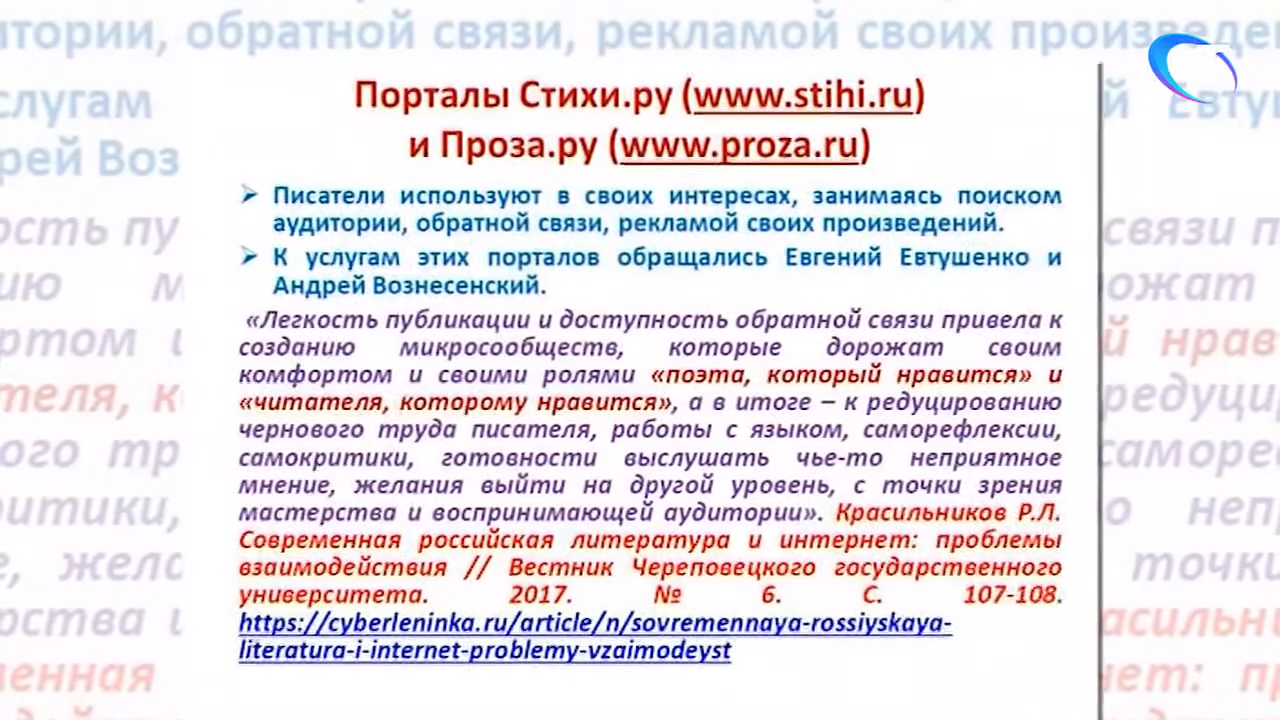 Порталы Стихи.ру (www.stihi.ru)
и Проза.ру (www.proza.ru)
➢ Писатели используют в своих интересах, занимаясь поиском
аудитории, обратной связи, рекламой своих произведений.
➢ К услугам этих порталов обращались Евгений Евтушенко и
Андрей Вознесенский.
«Легкость публикации и доступность обратной связи привела к
созданию микросообществ, которые дорожат своим
комфортом и своими ролями «поэта, который нравится» и
«читателя, которому нравится», а в итоге – к редуцированию
чернового труда писателя, работы с языком, саморефлексии,
самокритики, готовности выслушать чье-то неприятное
мнение, желания выйти на другой уровень, с точки зрения
мастерства и воспринимающей аудитории». Красильников Р.Л.
Современная российская литература и интернет: проблемы
взаимодействия // Вестник Череповецкого государственного
университета. 2017. № 6. С. 107-108.
https://cyberleninka.ru/article/n/sovremennaya-rossiyskaya-
literatura-i-internet-problemy-vzaimodeyst